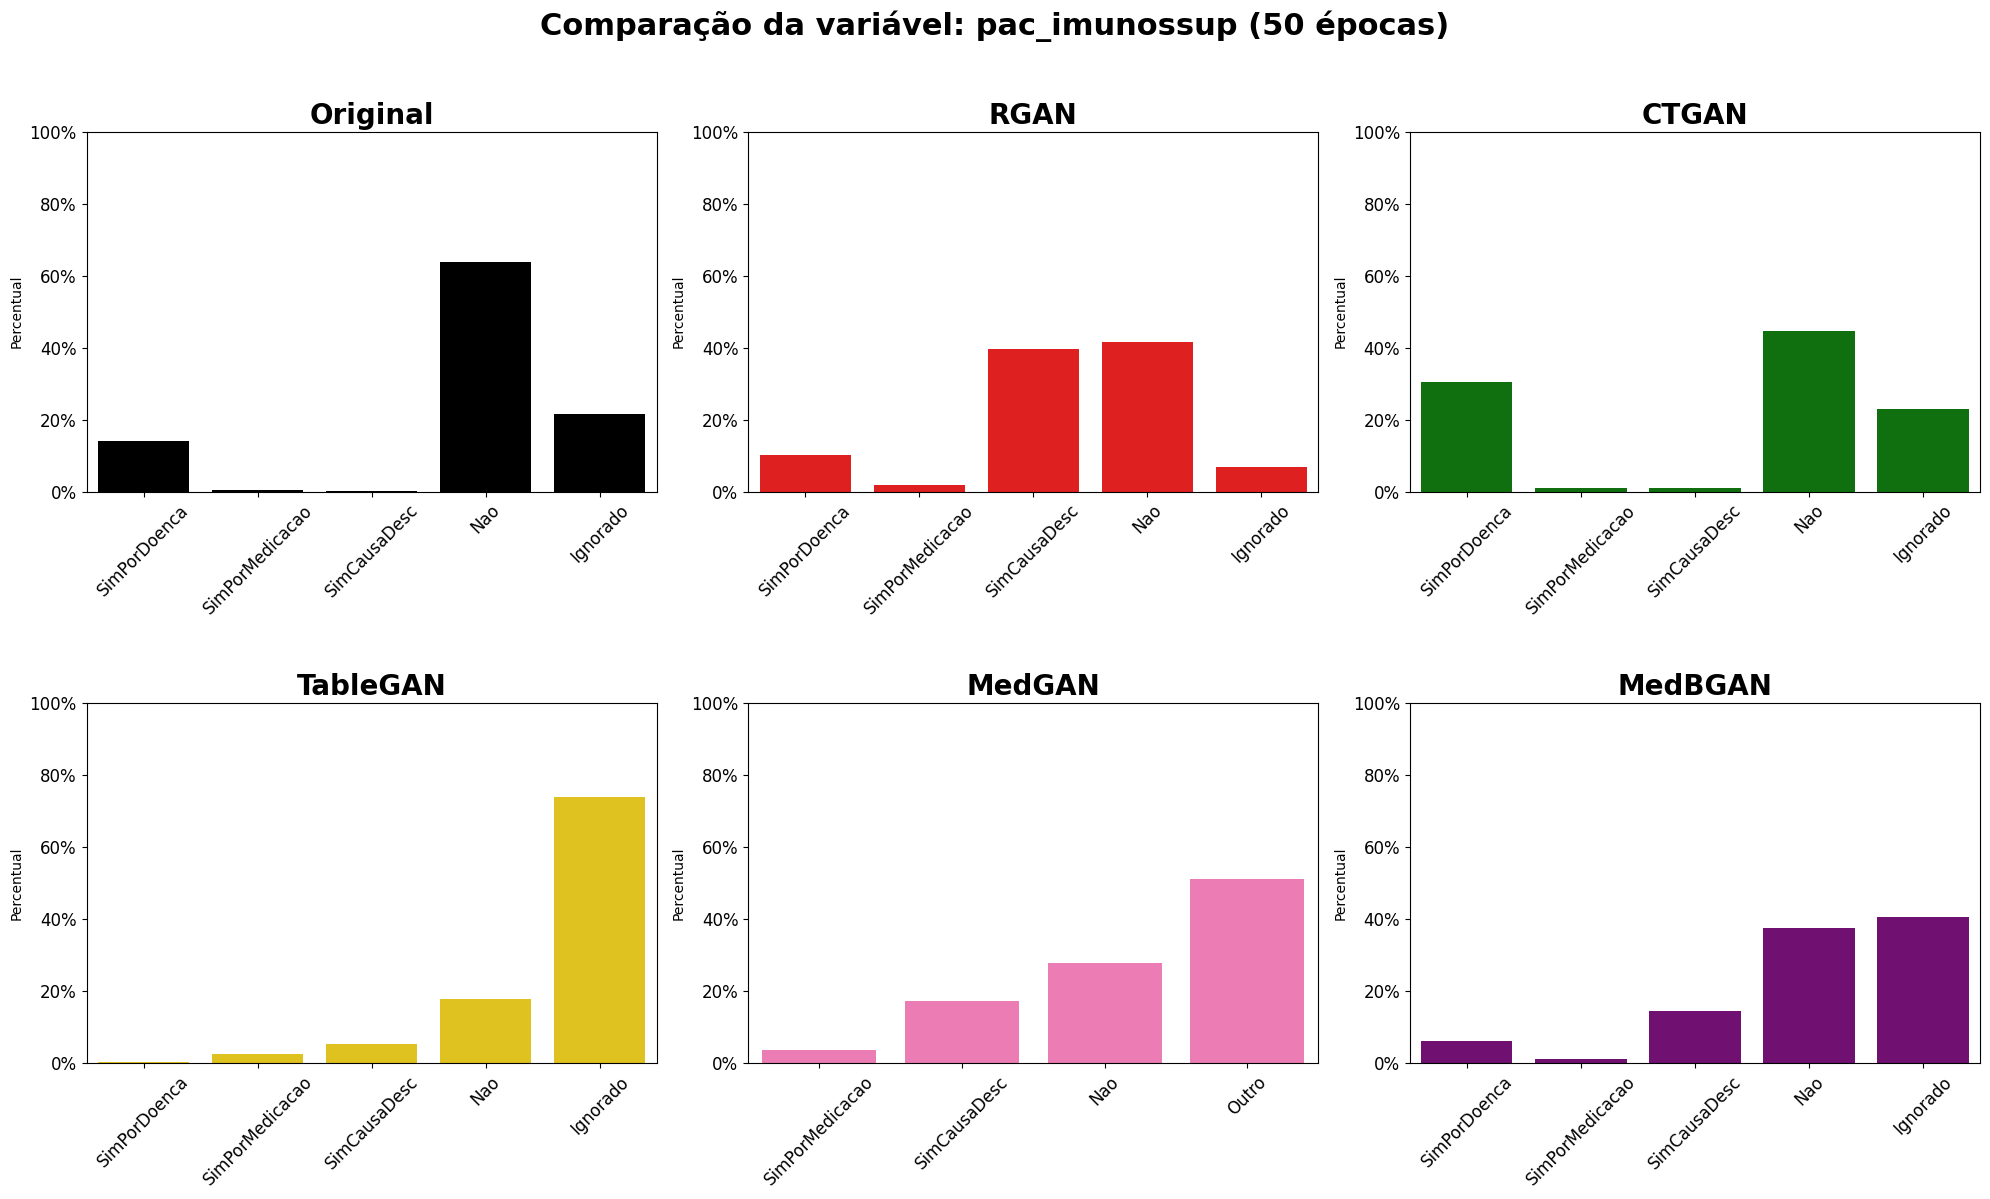 Comparação da variável: pac_imunossup (50 épocas)
Original
100%
80%
60%
40%
20%
0%
Percentual
SimPorDoenca
SimPorMedicacao
SimCausaDesc
Nao
Ignorado
RGAN
100%
80%
60%
40%
20%
0%
Percentual
SimPorDoenca
SimPorMedicacao
SimCausaDesc
Nao
Ignorado
CTGAN
100%
80%
60%
40%
20%
0%
Percentual
SimPorDoenca
SimPorMedicacao
SimCausaDesc
Nao
Ignorado
TableGAN
100%
80%
60%
40%
20%
0%
Percentual
SimPorDoenca
SimPorMedicacao
SimCausaDesc
Nao
Ignorado
MedGAN
100%
80%
60%
40%
20%
0%
Percentual
SimPorMedicacao
SimCausaDesc
Nao
Outro
MedBGAN
100%
80%
60%
40%
20%
0%
Percentual
SimPorDoenca
SimPorMedicacao
SimCausaDesc
Nao
Ignorado